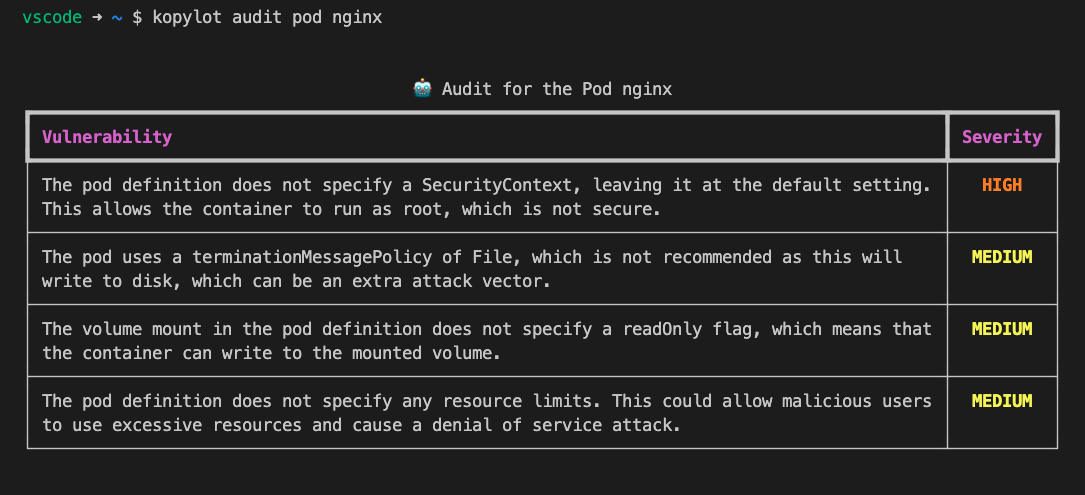 vscode ➜ ~ $ kopylot audit pod nginx
🤖 Audit for the Pod nginx
Vulnerability Severity
The pod definition does not specify a SecurityContext, leaving it at the default setting. HIGH
This allows the container to run as root, which is not secure.
The pod uses a terminationMessagePolicy of File, which is not recommended as this will MEDIUM
write to disk, which can be an extra attack vector.
The volume mount in the pod definition does not specify a readOnly flag, which means that MEDIUM
the container can write to the mounted volume.
The pod definition does not specify any resource limits. This could allow malicious users MEDIUM
to use excessive resources and cause a denial of service attack.